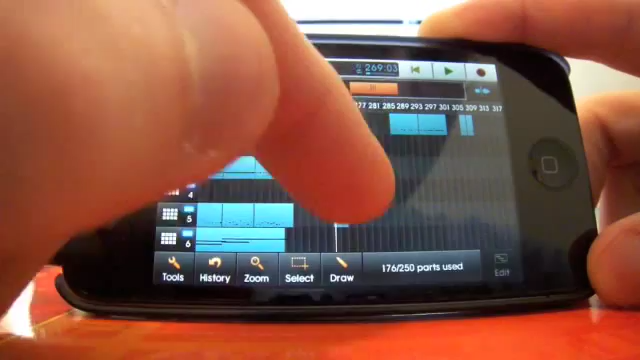 269:03
277 281 285 289 293 297 301 305 309 313 317
4
5
6
Tools History Zoom Select Draw 176/250 parts used Edit